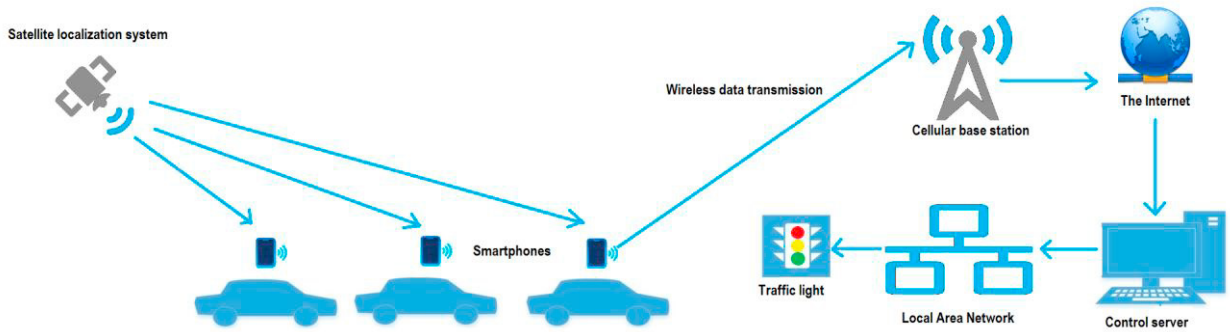 Satellite localization system
Wireless data transmission
Cellular base station
The Internet
Smartphones
Traffic light
Local Area Network
Control server